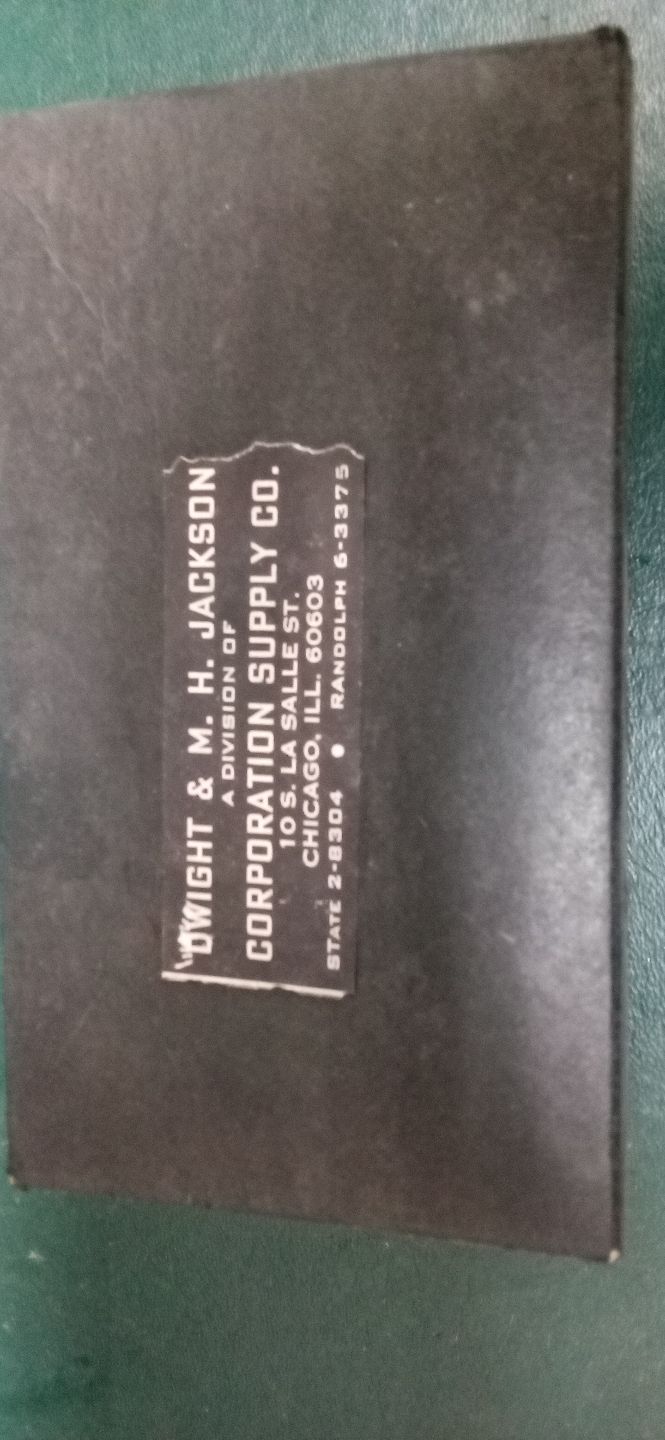 DWIGHT & M. H. JACKSON
A DIVISION OF
CORPORATION SUPPLY CO.
10 S. LA SALLE ST.
CHICAGO, ILL. 60603
STATE 2-8304 ● RANDOLPH 6-3375